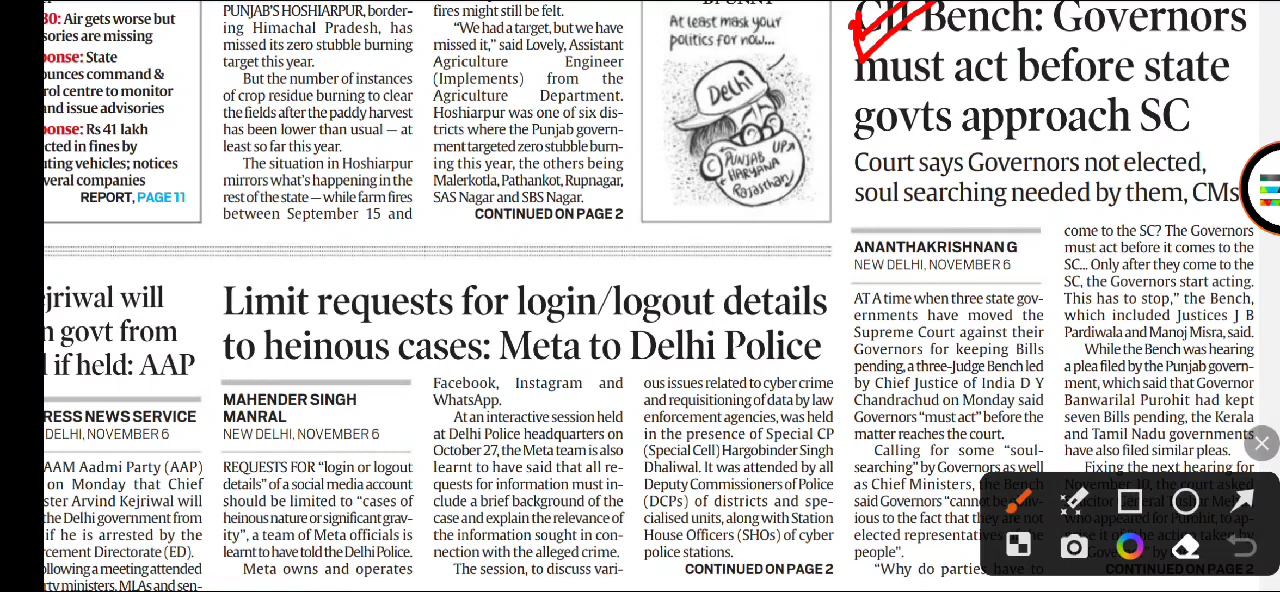 30: Air gets worse but
sories are missing
onse: State
ounces command &
rol centre to monitor
and issue advisories
onse: Rs 41 lakh
cted in fines by
uting vehicles; notices
veral companies
REPORT, PAGE 11
PUNJAB'S HOSHIARPUR, border-
ing Himachal Pradesh, has
missed its zero stubble burning
target this year.
But the number of instances
of crop residue burning to clear
the fields after the paddy harvest
has been lower than usual — at
least so far this year.
The situation in Hoshiarpur
mirrors what's happening in the
rest of the state — while farm fires
between September 15 and
fires might still be felt.
"We had a target, but we have
missed it," said Lovely, Assistant
Agriculture Engineer
(Implements) from the
Agriculture Department.
Hoshiarpur was one of six dis-
tricts where the Punjab govern-
ment targeted zero stubble burn-
ing this year, the others being
Malerkotla, Pathankot, Rupnagar,
SAS Nagar and SBS Nagar.
CONTINUED ON PAGE 2
At least mask your
politics for now...
Delhi
PUNJAB UP
HARYANA
Rajasthan
Bench: Governors
must act before state
govts approach SC
Court says Governors not elected,
soul searching needed by them, CMs
ANANTHAKRISHNAN G
NEW DELHI, NOVEMBER 6
AT A time when three state gov-
ernments have moved the
Supreme Court against their
Governors for keeping Bills
pending, a three-Judge Bench led
by Chief Justice of India D Y
Chandrachud on Monday said
Governors "must act" before the
matter reaches the court.
Calling for some "soul-
searching" by Governors as well
as Chief Ministers, the Bench
said Governors "cannot be obliv-
ious to the fact that they are not
elected representatives of the
people".
"Why do parties have to
come to the SC? The Governors
must act before it comes to the
SC... Only after they come to the
SC, the Governors start acting.
This has to stop," the Bench,
which included Justices J B
Pardiwala and Manoj Misra, said.
While the Bench was hearing
a plea filed by the Punjab govern-
ment, which said that Governor
Banwarilal Purohit had kept
seven Bills pending, the Kerala
and Tamil Nadu governments
have also filed similar pleas.
Fixing the next hearing for
November 10, the court asked
CONTINUED ON PAGE 2
ejriwal will
n govt from
if held: AAP
RESS NEWS SERVICE
DELHI, NOVEMBER 6
AAM Aadmi Party (AAP)
on Monday that Chief
ster Arvind Kejriwal will
the Delhi government from
if he is arrested by the
rcement Directorate (ED).
ollowing a meeting attended
rty ministers, MLAs and sen-
Limit requests for login/logout details
to heinous cases: Meta to Delhi Police
MAHENDER SINGH
MANRAL
NEW DELHI, NOVEMBER 6
REQUESTS FOR "login or logout
details" of a social media account
should be limited to "cases of
heinous nature or significant grav-
ity", a team of Meta officials is
learnt to have told the Delhi Police.
Meta owns and operates
Facebook, Instagram and
WhatsApp.
At an interactive session held
at Delhi Police headquarters on
October 27, the Meta team is also
learnt to have said that all re-
quests for information must in-
clude a brief background of the
case and explain the relevance of
the information sought in con-
nection with the alleged crime.
The session, to discuss vari-
ous issues related to cyber crime
and requisitioning of data by law
enforcement agencies, was held
in the presence of Special CP
(Special Cell) Hargobinder Singh
Dhaliwal. It was attended by all
Deputy Commissioners of Police
(DCPs) of districts and spe-
cialised units, along with Station
House Officers (SHOs) of cyber
police stations.
CONTINUED ON PAGE 2